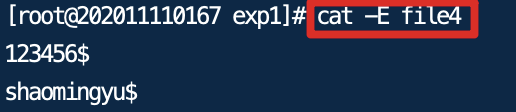 [root@202011110167 exp1]# cat -E file4
123456$
shaomingyu$